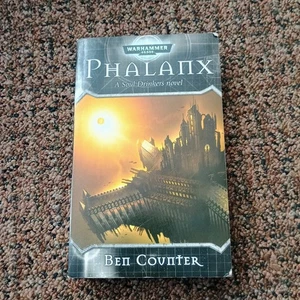 WARHAMMER
40,000
PHALANX
A Soul Drinkers novel
BEN COUNTER